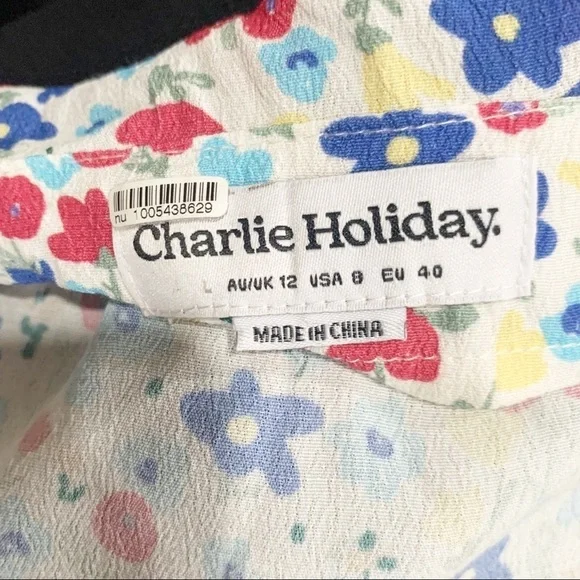 nu 1005438629
Charlie Holiday.
L AU/UK 12 USA 8 EU 40
MADE IN CHINA